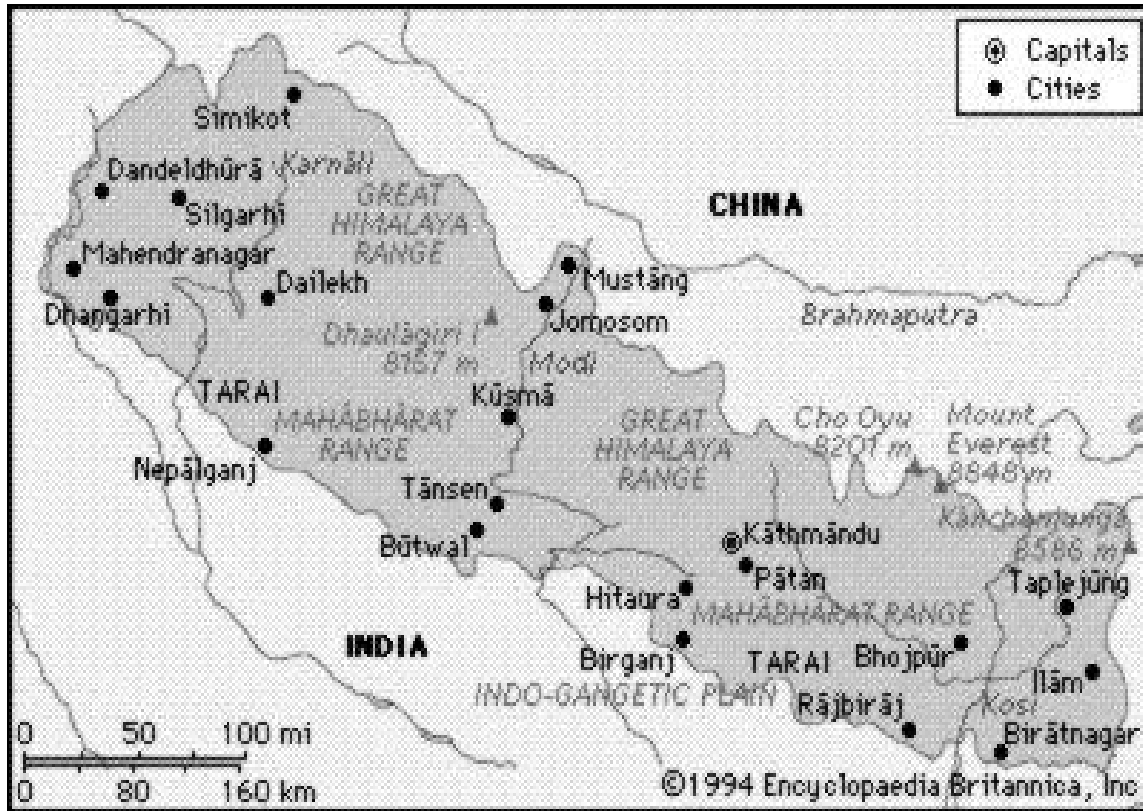 Capitals
Cities
Simikot
Karnāli
Dandeldhūrā
Silgarhi
GREAT
HIMALAYA
RANGE
CHINA
Mahendranagar
Dailekh
Dhangarhi
Mustāng
Jomosom
Brahmaputra
Dhaulāgiri I
8167 m
Modi
TARAI
Kūsmā
MAHĀBHĀRAT
RANGE
GREAT
HIMALAYA
RANGE
Cho Oyu
8201 m
Mount
Everest
8848 m
Nepālganj
Tānsen
Būtwal
Kāthmāndu
Pātan
Kānchenjunga
8586 m
Taplejūng
Hitaura
MAHĀBHĀRAT RANGE
INDIA
Birganj
TARAI
Bhojpūr
Ilām
INDO-GANGETIC PLAIN
Rājbirāj
Kosi
Birātnagar
0 50 100 mi
0 80 160 km
©1994 Encyclopaedia Britannica, Inc